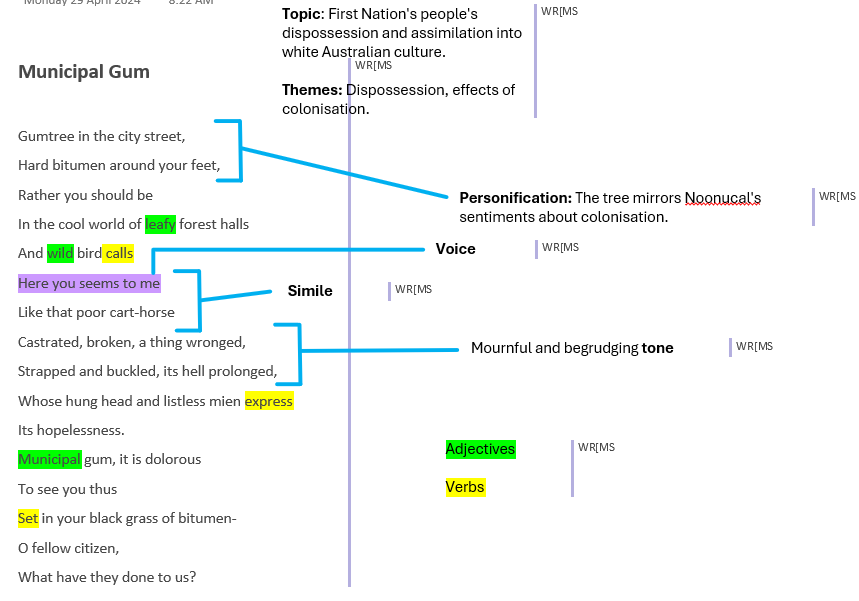 Monday 29 April 2024 8:22 AM
Topic: First Nation's people's
dispossession and assimilation into
white Australian culture.
WR[MS
WR[MS
Municipal Gum
Themes: Dispossession, effects of
colonisation.
Gumtree in the city street,
Hard bitumen around your feet,
Rather you should be
Personification: The tree mirrors Noonucal's
sentiments about colonisation.
WR[MS
In the cool world of leafy forest halls
And wild bird calls
Voice
WR[MS
Here you seems to me
Simile
WR[MS
Like that poor cart-horse
Castrated, broken, a thing wronged,
Mournful and begrudging tone
WR[MS
Strapped and buckled, its hell prolonged,
Whose hung head and listless mien express
Its hopelessness.
Adjectives
WR[MS
Municipal gum, it is dolorous
To see you thus
Verbs
Set in your black grass of bitumen-
O fellow citizen,
What have they done to us?